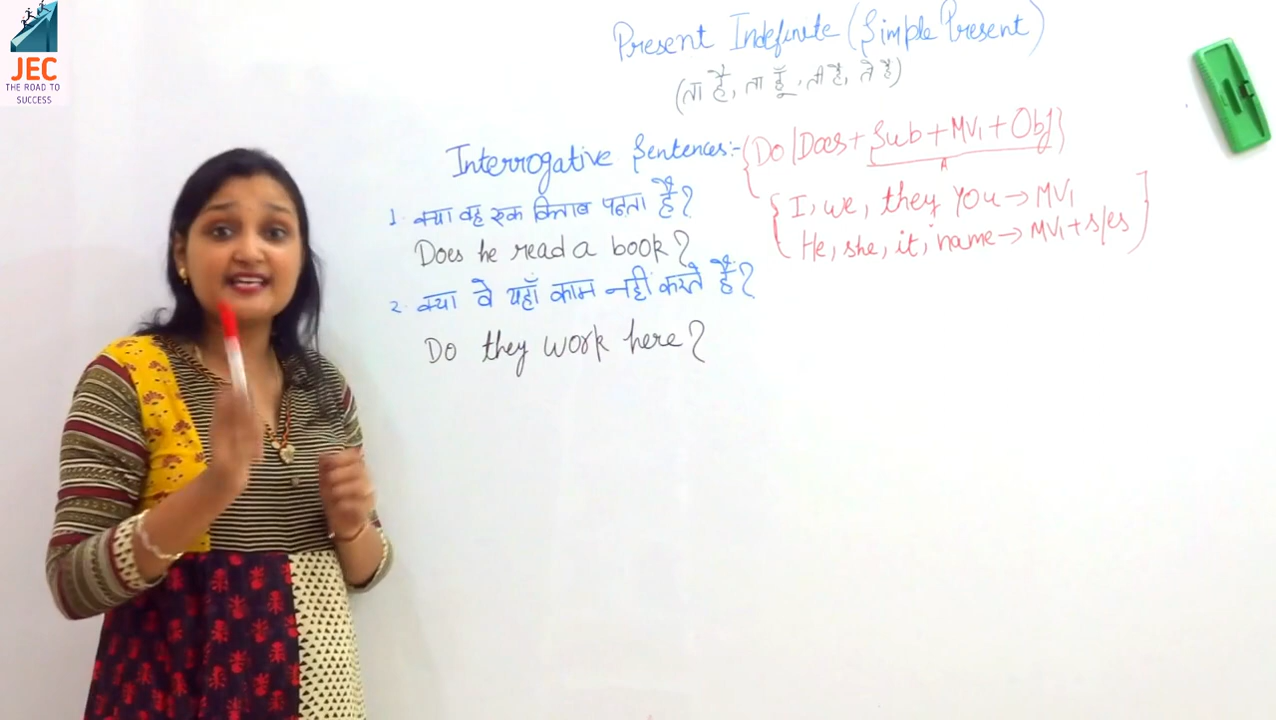 JEC
THE ROAD TO
SUCCESS
Present Indefinite (Simple Present)
(ता है, ता हूँ, ती है, ते है)
Interrogative Sentences:- {Do/Does + Sub + MV1 + Obj}
A
{ I, we, they You → MV1
He, she, it, name → MV1 + s/es }
1. क्या वह एक किताब पढ़ता है?
Does he read a book?
2. क्या वे यहाँ काम नहीं करते हैं?
Do they work here?